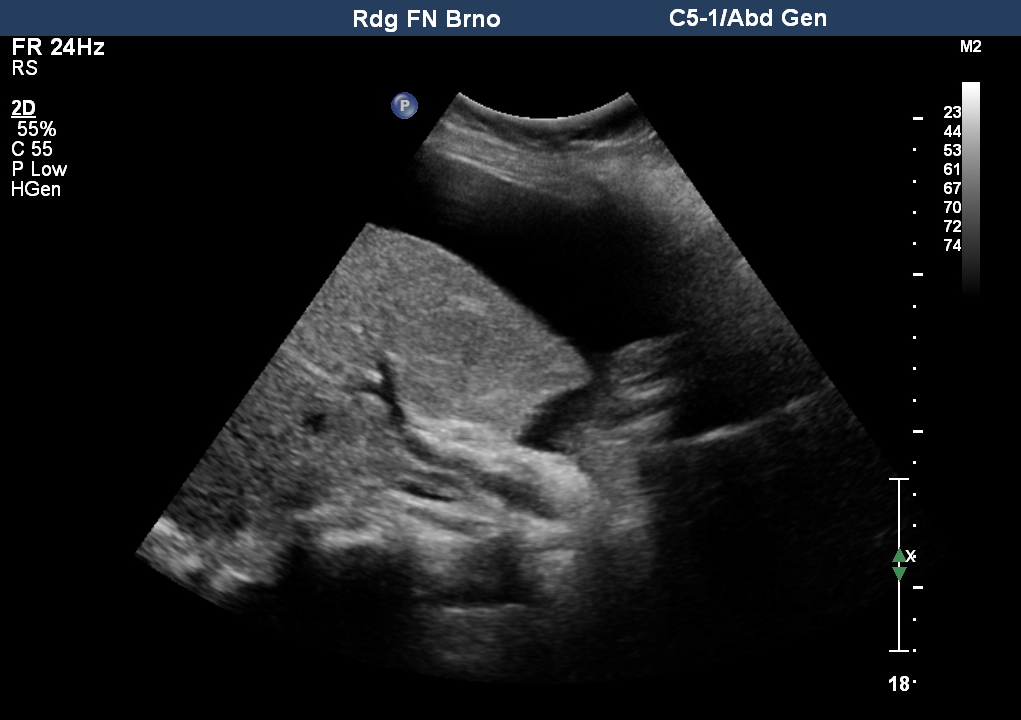 Rdg FN Brno
C5-1/Abd Gen
FR 24Hz
RS
M2
P
2D
55%
C 55
P Low
HGen
23
44
53
61
67
70
72
74
X
18